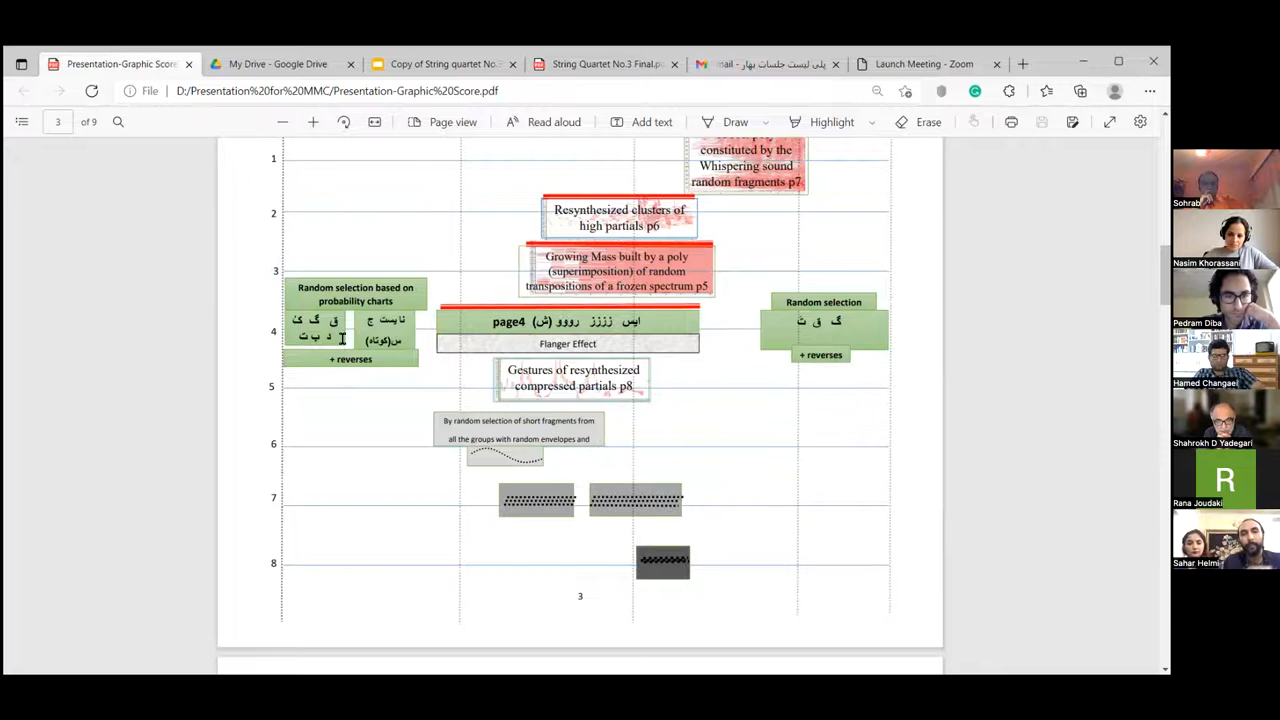 Presentation-Graphic Score
My Drive - Google Drive
Copy of String quartet No.3
String Quartet No.3 Final.p
پلی لیست جلسات بهار - mail
Launch Meeting - Zoom
File
D:/Presentation%20for%20MMC/Presentation-Graphic%20Score.pdf
3 of 9
Page view
Read aloud
Add text
Draw
Highlight
Erase
constituted by the
Whispering sound
random fragments p7
1
Resynthesized clusters of
high partials p6
2
Growing Mass built by a poly
(superimposition) of random
transpositions of a frozen spectrum p5
3
Random selection based on
probability charts
ق گ ک
د ب ت
تا یست ج
س(کوتاه)
+ reverses
4
ایس زززز رووو (ش) page4
Flanger Effect
Random selection
گ ق ت
+ reverses
Gestures of resynthesized
compressed partials p8
5
By random selection of short fragments from
all the groups with random envelopes and
6
7
8
3
Sohrab
Nasim Khorassani
Pedram Diba
Hamed Changaei
Shahrokh D Yadegari
R
Rana Joudaki
Sahar Helmi